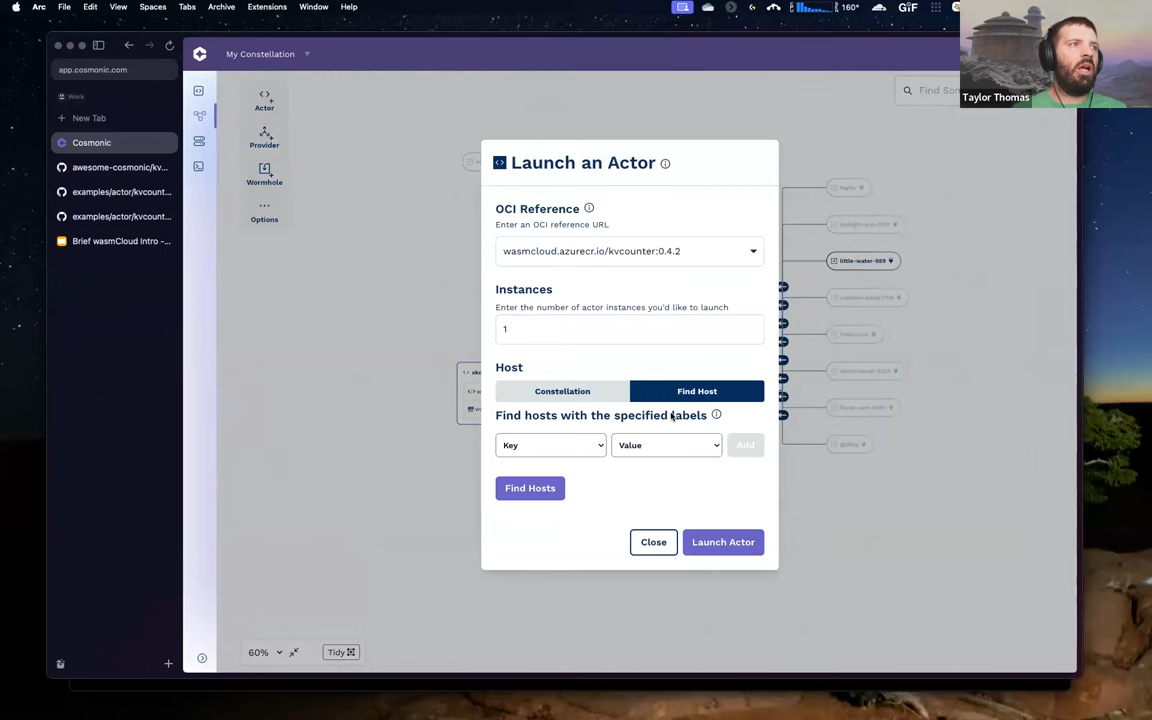 Arc File Edit View Spaces Tabs Archive Extensions Window Help
160°
GIF
Taylor Thomas
app.cosmonic.com
Work
New Tab
Cosmonic
awesome-cosmonic/kv...
examples/actor/kvcount...
examples/actor/kvcount...
Brief wasmCloud Intro -...
My Constellation
Actor
Provider
Wormhole
Options
60%
Tidy
Launch an Actor
OCI Reference
Enter an OCI reference URL
wasmcloud.azurecr.io/kvcounter:0.4.2
Instances
Enter the number of actor instances you'd like to launch
1
Host
Constellation Find Host
Find hosts with the specified labels
Key Value Add
Find Hosts
Close Launch Actor
taylor
little-water-989